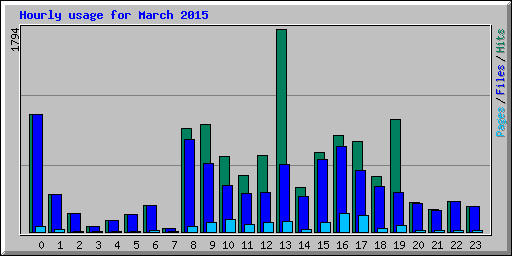 Hourly usage for March 2015
1794
Pages / Files / Hits
0 1 2 3 4 5 6 7 8 9 10 11 12 13 14 15 16 17 18 19 20 21 22 23